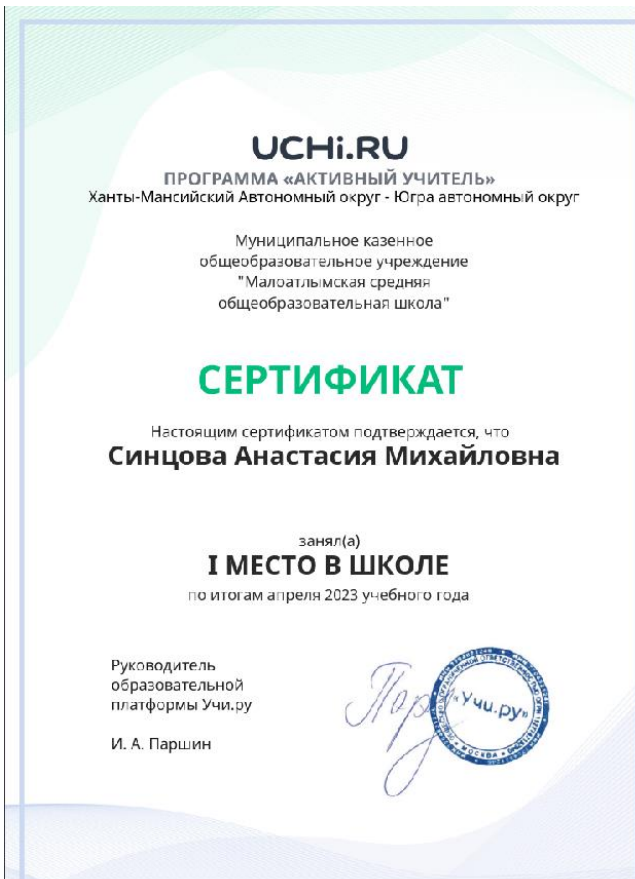 UCHi.RU
ПРОГРАММА «АКТИВНЫЙ УЧИТЕЛЬ»
Ханты-Мансийский Автономный округ - Югра автономный округ
Муниципальное казенное
общеобразовательное учреждение
"Малоатлымская средняя
общеобразовательная школа"
СЕРТИФИКАТ
Настоящим сертификатом подтверждается, что
Синцова Анастасия Михайловна
занял(а)
I МЕСТО В ШКОЛЕ
по итогам апреля 2023 учебного года
Руководитель
образовательной
платформы Учи.ру
И. А. Паршин
«Учи.ру»
МОСКВА